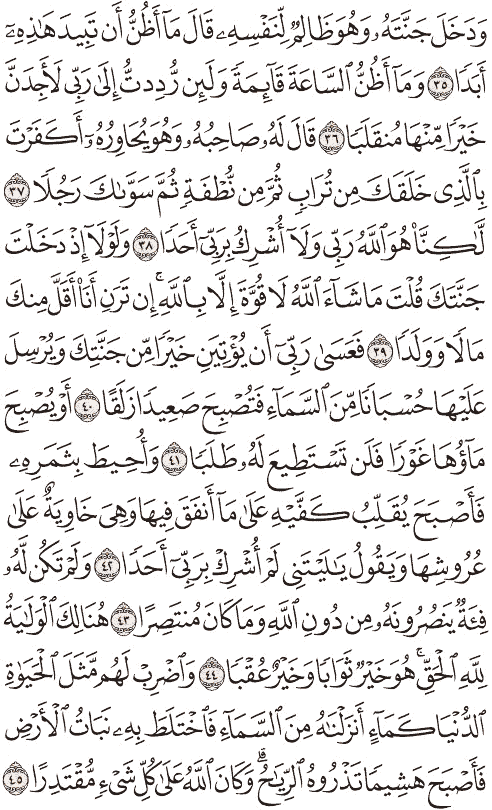 وَدَخَلَ جَنَّتَهُۥ وَهُوَ ظَالِمٌ لِّنَفْسِهِۦ قَالَ مَآ أَظُنُّ أَن تَبِيدَ هَٰذِهِۦٓ
أَبَدًا ٣٥ وَمَآ أَظُنُّ ٱلسَّاعَةَ قَآئِمَةً وَلَئِن رُّدِدتُّ إِلَىٰ رَبِّى لَأَجِدَنَّ
خَيْرًا مِّنْهَا مُنقَلَبًا ٣٦ قَالَ لَهُۥ صَاحِبُهُۥ وَهُوَ يُحَاوِرُهُۥٓ أَكَفَرْتَ
بِٱلَّذِى خَلَقَكَ مِن تُرَابٍ ثُمَّ مِن نُّطْفَةٍ ثُمَّ سَوَّىٰكَ رَجُلًا ٣٧
لَّٰكِنَّا۠ هُوَ ٱللَّهُ رَبِّى وَلَآ أُشْرِكُ بِرَبِّىٓ أَحَدًا ٣٨ وَلَوْلَآ إِذْ دَخَلْتَ
جَنَّتَكَ قُلْتَ مَا شَآءَ ٱللَّهُ لَا قُوَّةَ إِلَّا بِٱللَّهِ ۚ إِن تَرَنِ أَنَا۠ أَقَلَّ مِنكَ
مَالًا وَوَلَدًا ٣٩ فَعَسَىٰ رَبِّىٓ أَن يُؤْتِيَنِ خَيْرًا مِّن جَنَّتِكَ وَيُرْسِلَ
عَلَيْهَا حُسْبَانًا مِّنَ ٱلسَّمَآءِ فَتُصْبِحَ صَعِيدًا زَلَقًا ٤٠ أَوْ يُصْبِحَ
مَآؤُهَا غَوْرًا فَلَن تَسْتَطِيعَ لَهُۥ طَلَبًا ٤١ وَأُحِيطَ بِثَمَرِهِۦ
فَأَصْبَحَ يُقَلِّبُ كَفَّيْهِ عَلَىٰ مَآ أَنفَقَ فِيهَا وَهِىَ خَاوِيَةٌ عَلَىٰ
عُرُوشِهَا وَيَقُولُ يَٰلَيْتَنِى لَمْ أُشْرِكْ بِرَبِّىٓ أَحَدًا ٤٢ وَلَمْ تَكُن لَّهُۥ
فِئَةٌ يَنصُرُونَهُۥ مِن دُونِ ٱللَّهِ وَمَا كَانَ مُنتَصِرًا ٤٣ هُنَالِكَ ٱلْوَلَٰيَةُ
لِلَّهِ ٱلْحَقِّ ۚ هُوَ خَيْرٌ ثَوَابًا وَخَيْرٌ عُقْبًا ٤٤ وَٱضْرِبْ لَهُم مَّثَلَ ٱلْحَيَوٰةِ
ٱلدُّنْيَا كَمَآءٍ أَنزَلْنَٰهُ مِنَ ٱلسَّمَآءِ فَٱخْتَلَطَ بِهِۦ نَبَاتُ ٱلْأَرْضِ
فَأَصْبَحَ هَشِيمًا تَذْرُوهُ ٱلرِّيَٰحُ ۗ وَكَانَ ٱللَّهُ عَلَىٰ كُلِّ شَىْءٍ مُّقْتَدِرًا ٤٥